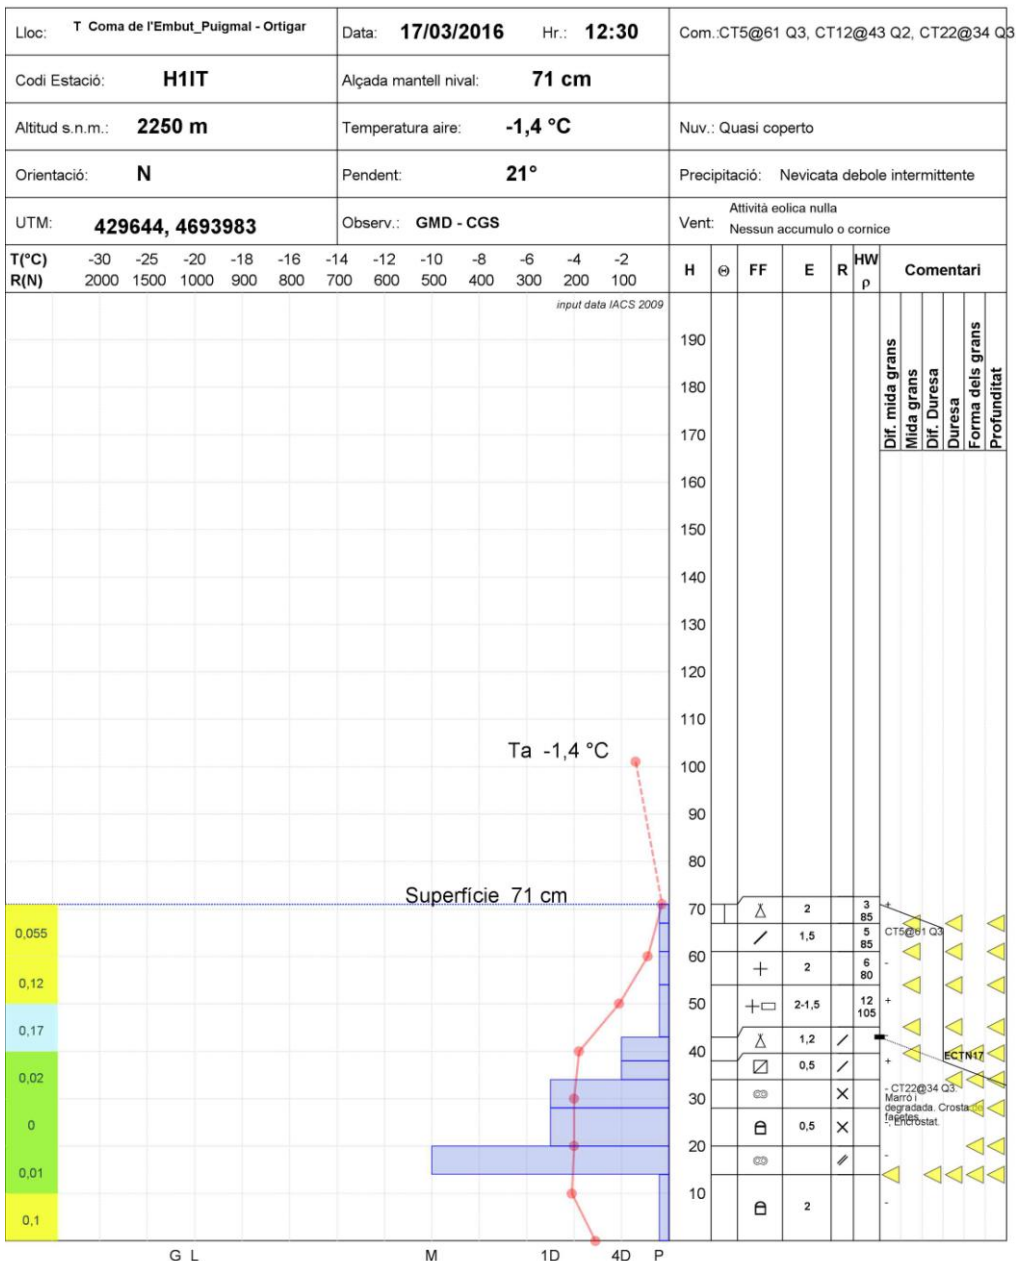 Lloc: T Coma de l'Embut_Puigmal - Ortigar Data: 17/03/2016 Hr.: 12:30 Com.:CT5@61 Q3, CT12@43 Q2, CT22@34 Q3
Codi Estació: H1IT Alçada mantell nival: 71 cm
Altitud s.n.m.: 2250 m Temperatura aire: -1,4 °C Nuv.: Quasi coperto
Orientació: N Pendent: 21° Precipitació: Nevicata debole intermittente
UTM: 429644, 4693983 Observ.: GMD - CGS Vent: Attività eolica nulla
Nessun accumulo o cornice
T(°C) -30 -25 -20 -18 -16 -14 -12 -10 -8 -6 -4 -2
R(N) 2000 1500 1000 900 800 700 600 500 400 300 200 100
H Θ FF E R HW ρ Comentari
input data IACS 2009
Dif. mida grans
Mida grans
Dif. Duresa
Duresa
Forma dels grans
Profunditat
190
180
170
160
150
140
130
120
110
Ta -1,4 °C
100
90
80
Superfície 71 cm
70 2 3 85 +
0,055 1,5 5 85 CT5@61 Q3
60 2 6 80 -
0,12
50 2-1,5 12 105 +
0,17
40 1,2 -
ECTN17
0,02 0,5 +
30 - CT22@34 Q3.
Marró i
degradada. Crosta
facetes
0 0,5 -, Encrostat.
20 -
0,01
10
0,1 2 -
G L M 1D 4D P